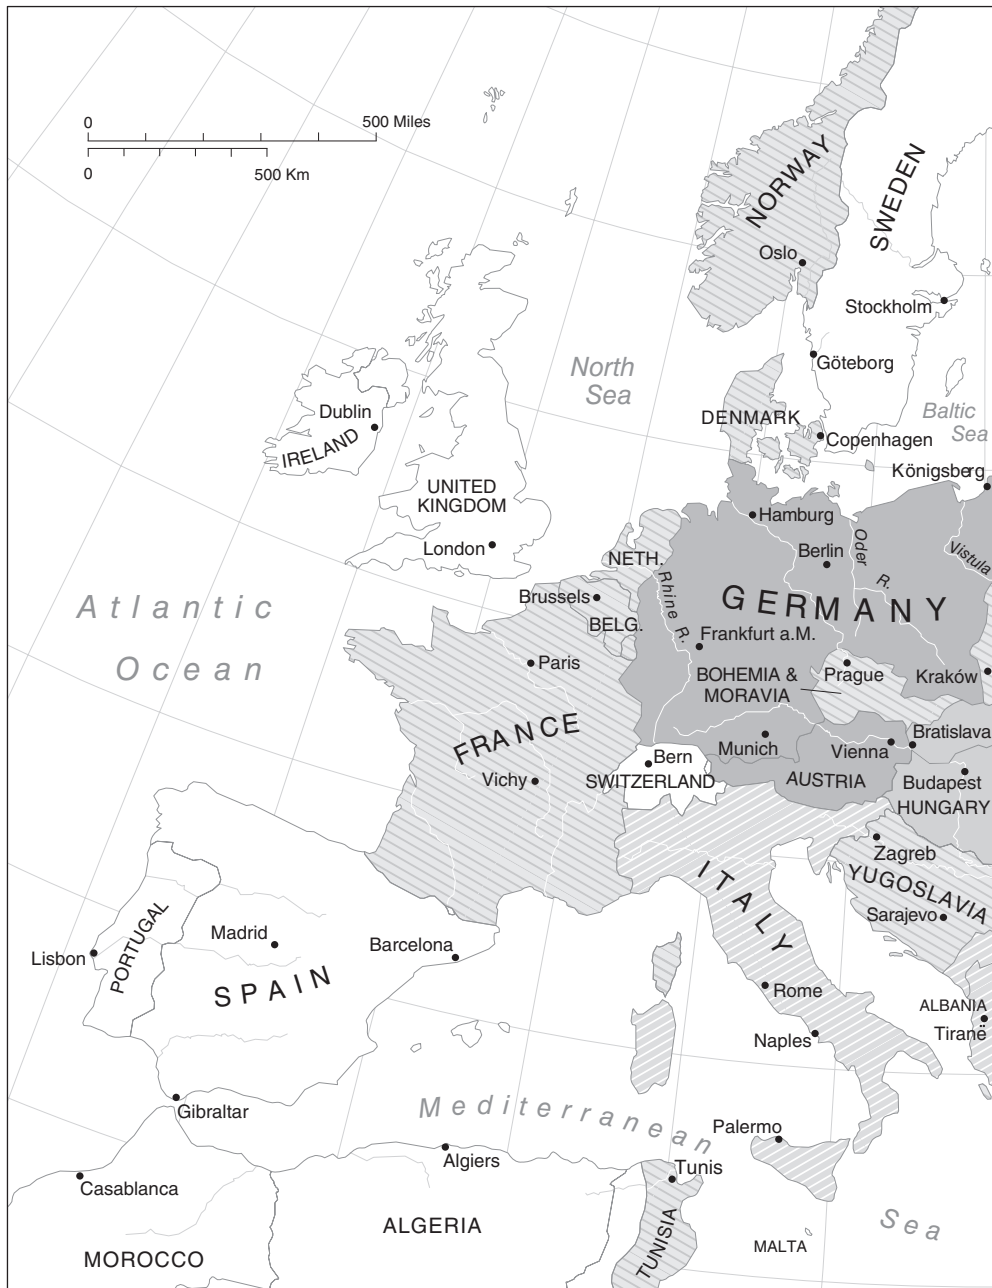 0 500 Miles
0 500 Km
NORWAY
SWEDEN
Oslo
Stockholm
Göteborg
North
Sea
Baltic
Sea
DENMARK
Copenhagen
Dublin
IRELAND
Königsberg
UNITED
KINGDOM
Hamburg
London
NETH.
Berlin
Oder
R.
Vistula
Rhine R.
Brussels
GERMANY
Atlantic
Ocean
BELG.
Frankfurt a.M.
Paris
BOHEMIA &
MORAVIA
Prague
Kraków
FRANCE
Munich
Vienna
Bratislava
Bern
SWITZERLAND
Vichy
AUSTRIA
Budapest
HUNGARY
Zagreb
YUGOSLAVIA
ITALY
Sarajevo
PORTUGAL
Madrid
Barcelona
Lisbon
SPAIN
Rome
ALBANIA
Tiranë
Naples
Gibraltar
Mediterranean
Sea
Palermo
Algiers
Tunis
Casablanca
ALGERIA
TUNISIA
MALTA
MOROCCO